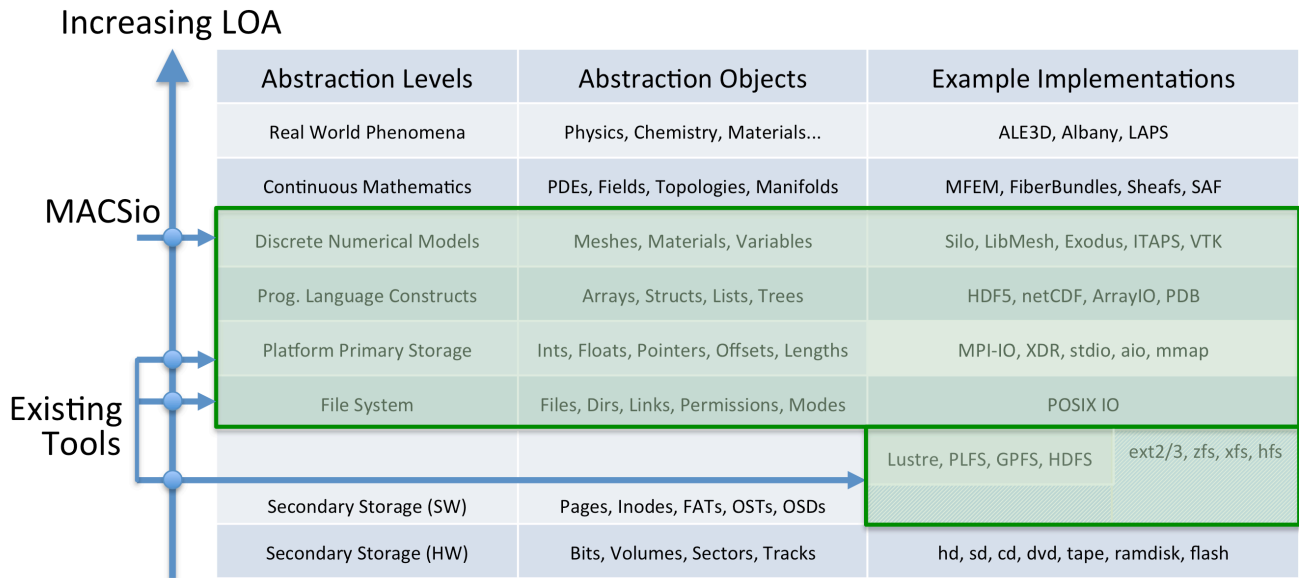 Increasing LOA
Abstraction Levels Abstraction Objects Example Implementations
Real World Phenomena Physics, Chemistry, Materials... ALE3D, Albany, LAPS
Continuous Mathematics PDEs, Fields, Topologies, Manifolds MFEM, FiberBundles, Sheafs, SAF
MACSio
Discrete Numerical Models Meshes, Materials, Variables Silo, LibMesh, Exodus, ITAPS, VTK
Prog. Language Constructs Arrays, Structs, Lists, Trees HDF5, netCDF, ArrayIO, PDB
Platform Primary Storage Ints, Floats, Pointers, Offsets, Lengths MPI-IO, XDR, stdio, aio, mmap
File System Files, Dirs, Links, Permissions, Modes POSIX IO
Existing
Tools
Lustre, PLFS, GPFS, HDFS ext2/3, zfs, xfs, hfs
Secondary Storage (SW) Pages, Inodes, FATs, OSTs, OSDs
Secondary Storage (HW) Bits, Volumes, Sectors, Tracks hd, sd, cd, dvd, tape, ramdisk, flash